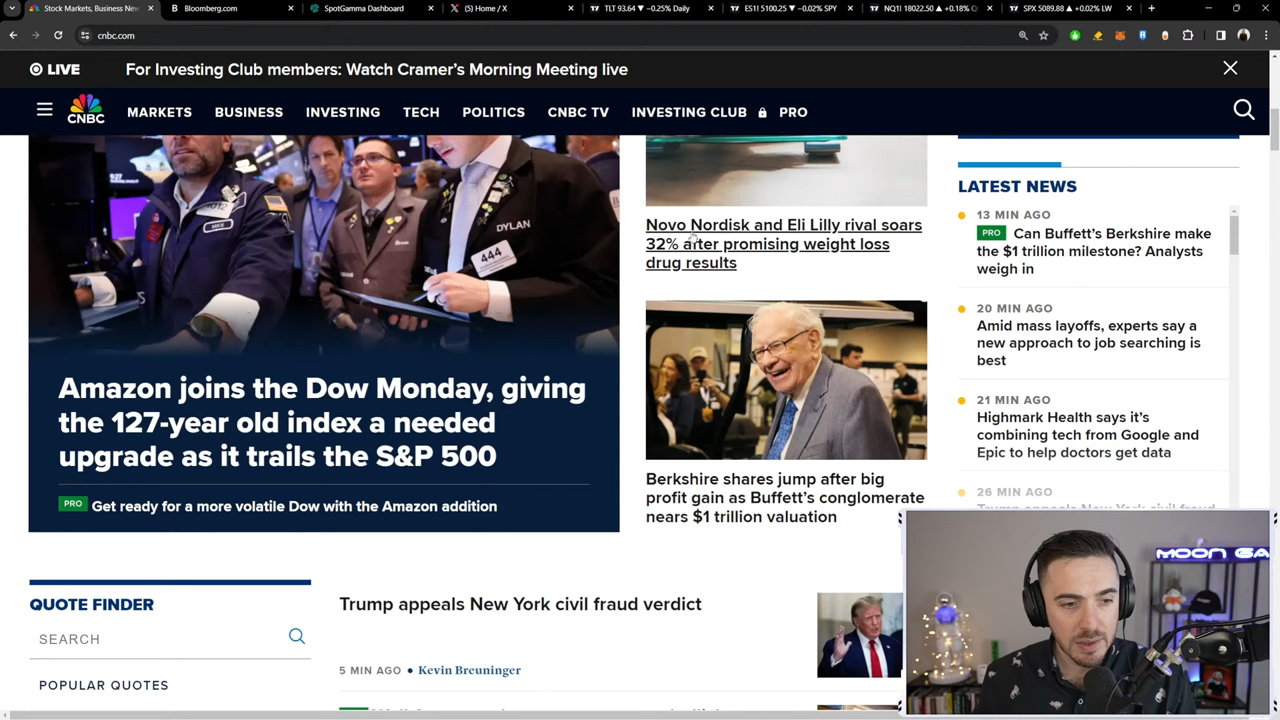 Stock Markets, Business New
Bloomberg.com
SpotGamma Dashboard
(5) Home / X
TLT 93.64 ▼ −0.25% Daily
ES1! 5100.25 ▼ −0.02% SPY
NQ1! 18022.50 ▲ +0.18%
SPX 5089.88 ▲ +0.02% LW
cnbc.com
LIVE
For Investing Club members: Watch Cramer's Morning Meeting live
CNBC
MARKETS
BUSINESS
INVESTING
TECH
POLITICS
CNBC TV
INVESTING CLUB
PRO
MIKE
DYLAN
444
Amazon joins the Dow Monday, giving
the 127-year old index a needed
upgrade as it trails the S&P 500
PRO Get ready for a more volatile Dow with the Amazon addition
Novo Nordisk and Eli Lilly rival soars
32% after promising weight loss
drug results
Berkshire shares jump after big
profit gain as Buffett's conglomerate
nears $1 trillion valuation
LATEST NEWS
13 MIN AGO
PRO Can Buffett's Berkshire make
the $1 trillion milestone? Analysts
weigh in
20 MIN AGO
Amid mass layoffs, experts say a
new approach to job searching is
best
21 MIN AGO
Highmark Health says it's
combining tech from Google and
Epic to help doctors get data
26 MIN AGO
Trump appeals New York civil fraud
QUOTE FINDER
SEARCH
POPULAR QUOTES
Trump appeals New York civil fraud verdict
5 MIN AGO • Kevin Breuninger
MOON GA